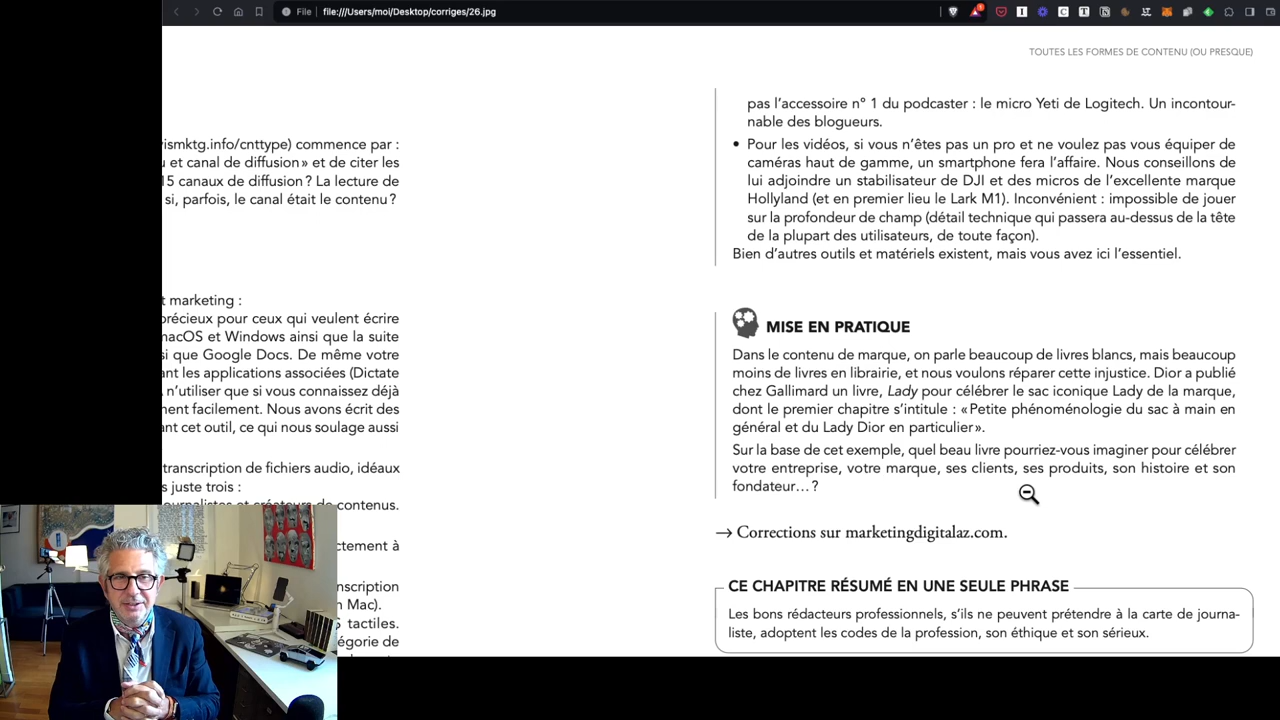 File
file:///Users/moi/Desktop/corriges/26.jpg
TOUTES LES FORMES DE CONTENU (OU PRESQUE)
ismktg.info/cnttype) commence par :
et canal de diffusion» et de citer les
15 canaux de diffusion? La lecture de
si, parfois, le canal était le contenu?
marketing :
précieux pour ceux qui veulent écrire
macOS et Windows ainsi que la suite
que Google Docs. De même votre
les applications associées (Dictate
n'utiliser que si vous connaissez déjà
facilement. Nous avons écrit des
cet outil, ce qui nous soulage aussi
transcription de fichiers audio, idéaux
juste trois :
journalistes et créateurs de contenus.
à
Mac).
tactiles.
de
pas l'accessoire n° 1 du podcaster : le micro Yeti de Logitech. Un incontour-
nable des blogueurs.
• Pour les vidéos, si vous n'êtes pas un pro et ne voulez pas vous équiper de
caméras haut de gamme, un smartphone fera l'affaire. Nous conseillons de
lui adjoindre un stabilisateur de DJI et des micros de l'excellente marque
Hollyland (et en premier lieu le Lark M1). Inconvénient : impossible de jouer
sur la profondeur de champ (détail technique qui passera au-dessus de la tête
de la plupart des utilisateurs, de toute façon).
Bien d'autres outils et matériels existent, mais vous avez ici l'essentiel.
MISE EN PRATIQUE
Dans le contenu de marque, on parle beaucoup de livres blancs, mais beaucoup
moins de livres en librairie, et nous voulons réparer cette injustice. Dior a publié
chez Gallimard un livre, Lady pour célébrer le sac iconique Lady de la marque,
dont le premier chapitre s'intitule : «Petite phénoménologie du sac à main en
général et du Lady Dior en particulier».
Sur la base de cet exemple, quel beau livre pourriez-vous imaginer pour célébrer
votre entreprise, votre marque, ses clients, ses produits, son histoire et son
fondateur…?
→ Corrections sur marketingdigitalaz.com.
CE CHAPITRE RÉSUMÉ EN UNE SEULE PHRASE
Les bons rédacteurs professionnels, s'ils ne peuvent prétendre à la carte de journa-
liste, adoptent les codes de la profession, son éthique et son sérieux.